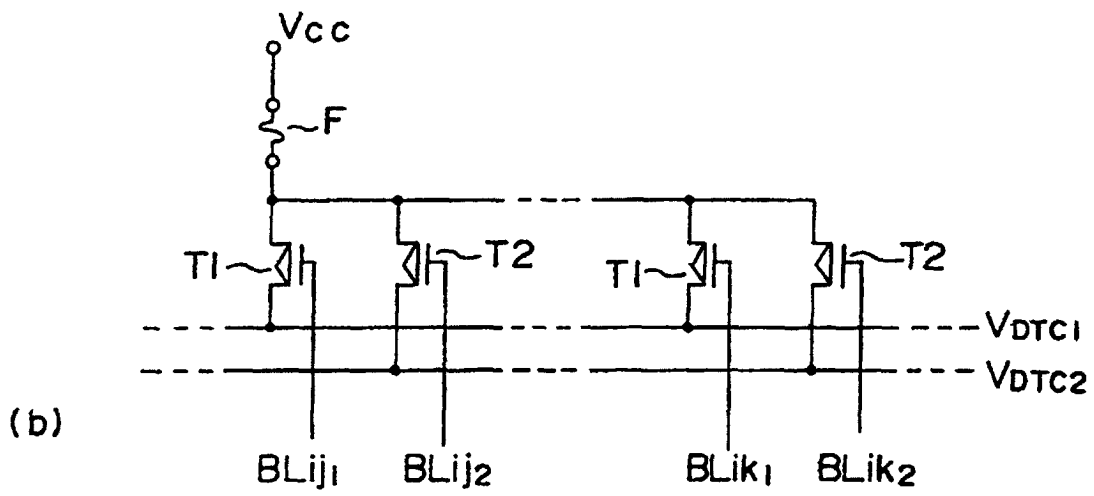 Vcc
F
T1 T2 T1 T2
VDTC1
VDTC2
(b)
BLij1 BLij2 BLik1 BLik2